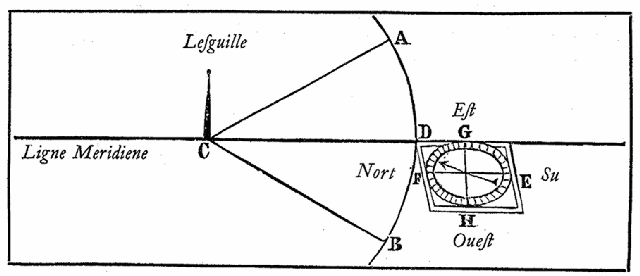 A
Leſguille
Eſt
D G
C
Ligne Meridiene
Nort F E Su
H
B
Oueſt